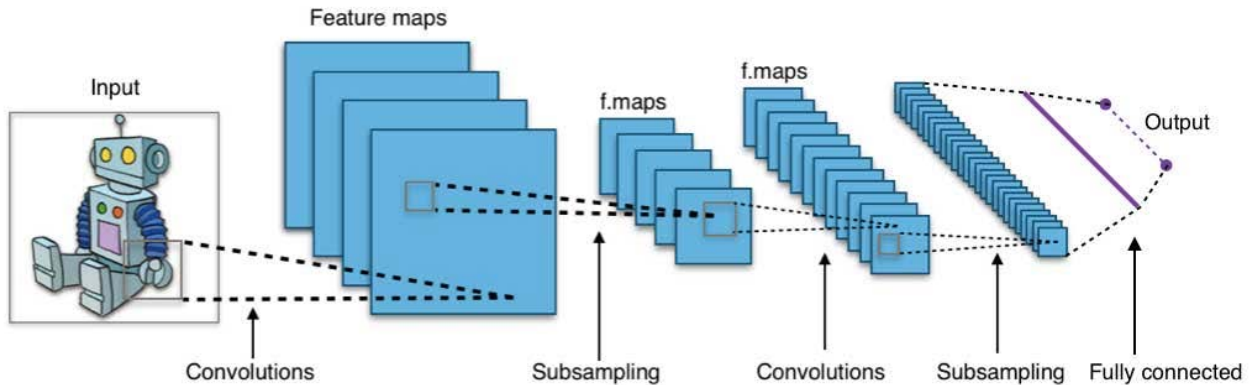 Input
Feature maps
f.maps
f.maps
Output
Convolutions
Subsampling
Convolutions
Subsampling
Fully connected